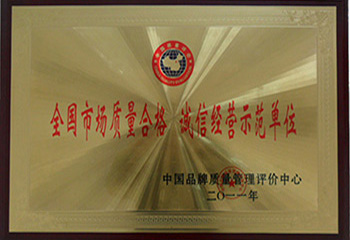 全国市场质量合格 诚信经营示范单位
中国品牌质量管理评价中心
二〇一一年